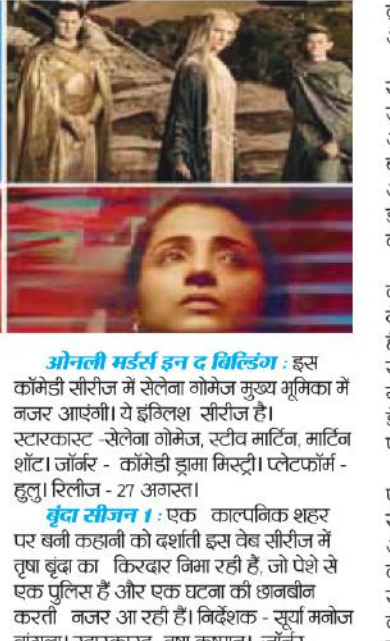 ओनली मर्डर्स इन द बिल्डिंग : इस
कॉमेडी सीरीज में सेलेना गोमेज मुख्य भूमिका में
नजर आएंगी। ये इंग्लिश सीरीज है।
स्टारकास्ट -सेलेना गोमेज, स्टीव मार्टिन, मार्टिन
शॉट। जॉनर - कॉमेडी ड्रामा मिस्ट्री। प्लेटफॉर्म -
हुलु। रिलीज - 27 अगस्त।
बृंदा सीजन 1 : एक काल्पनिक शहर
पर बनी कहानी को दर्शाती इस वेब सीरीज में
तृषा बृंदा का किरदार निभा रही हैं, जो पेशे से
एक पुलिस हैं और एक घटना की छानबीन
करती नजर आ रही हैं। निर्देशक - सूर्या मनोज